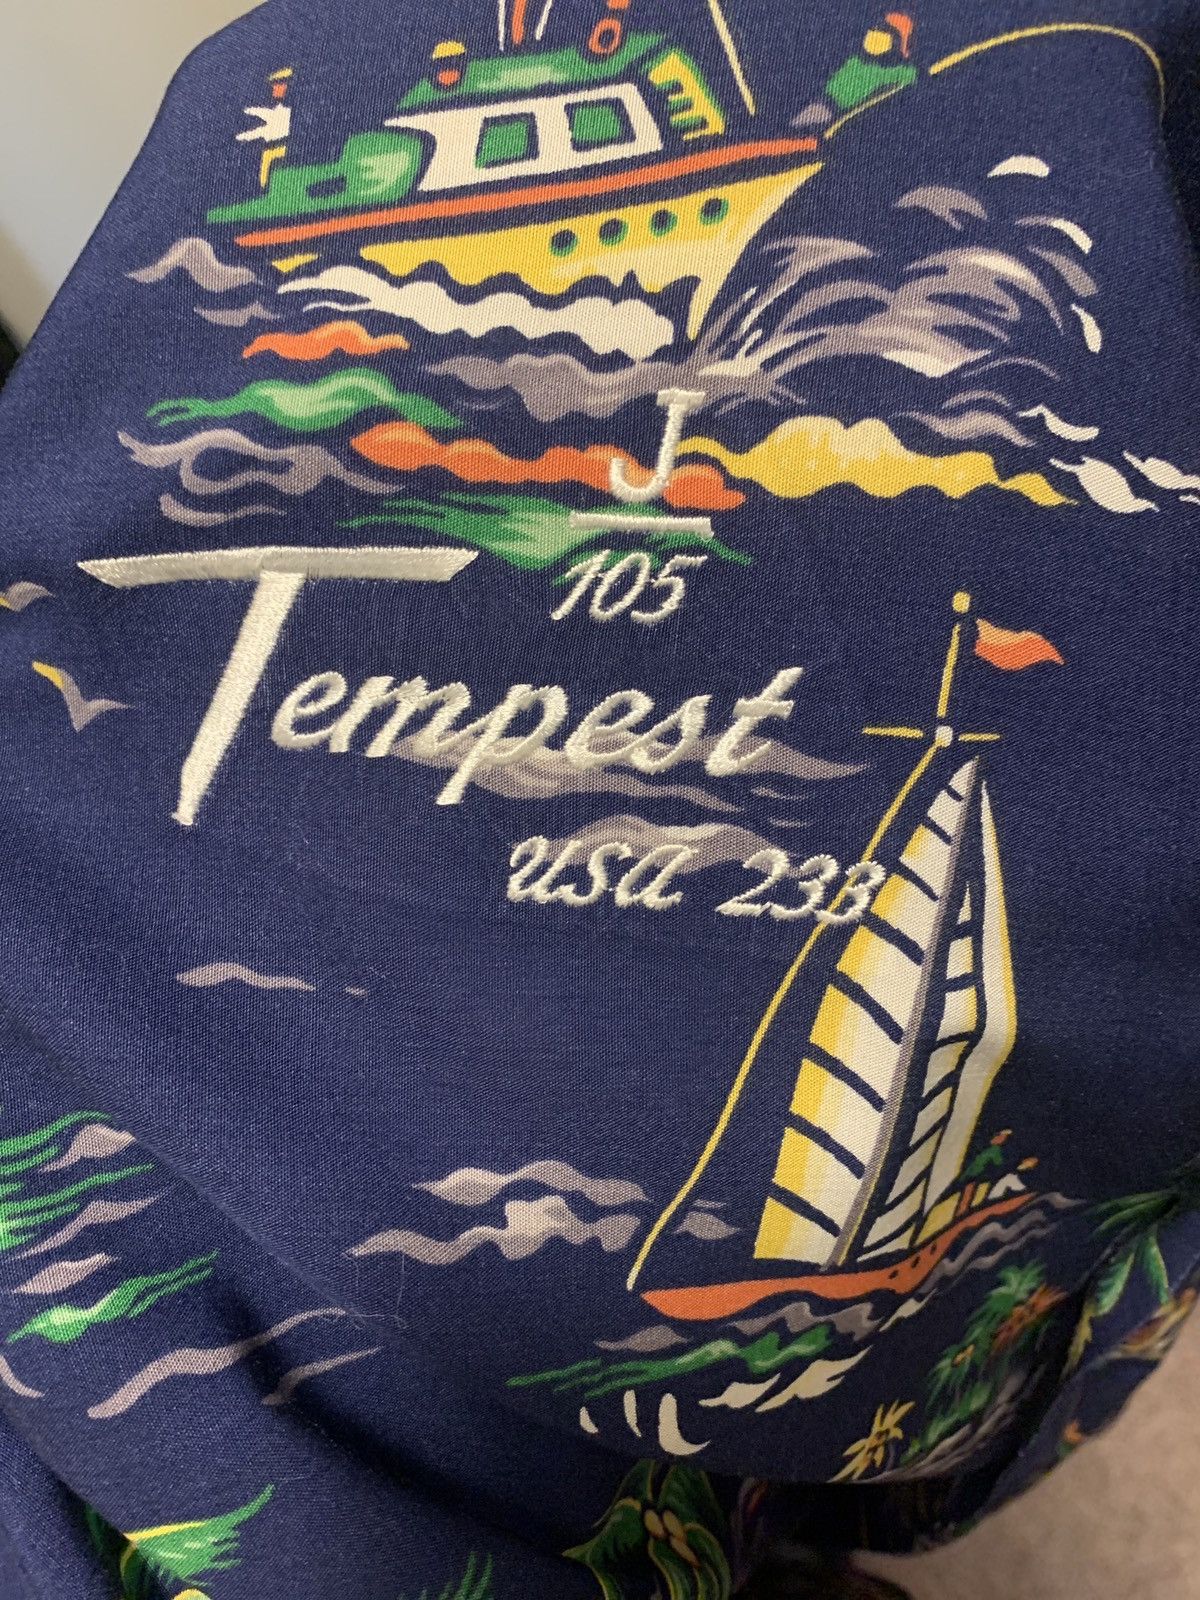 J
105
Tempest
USA 233